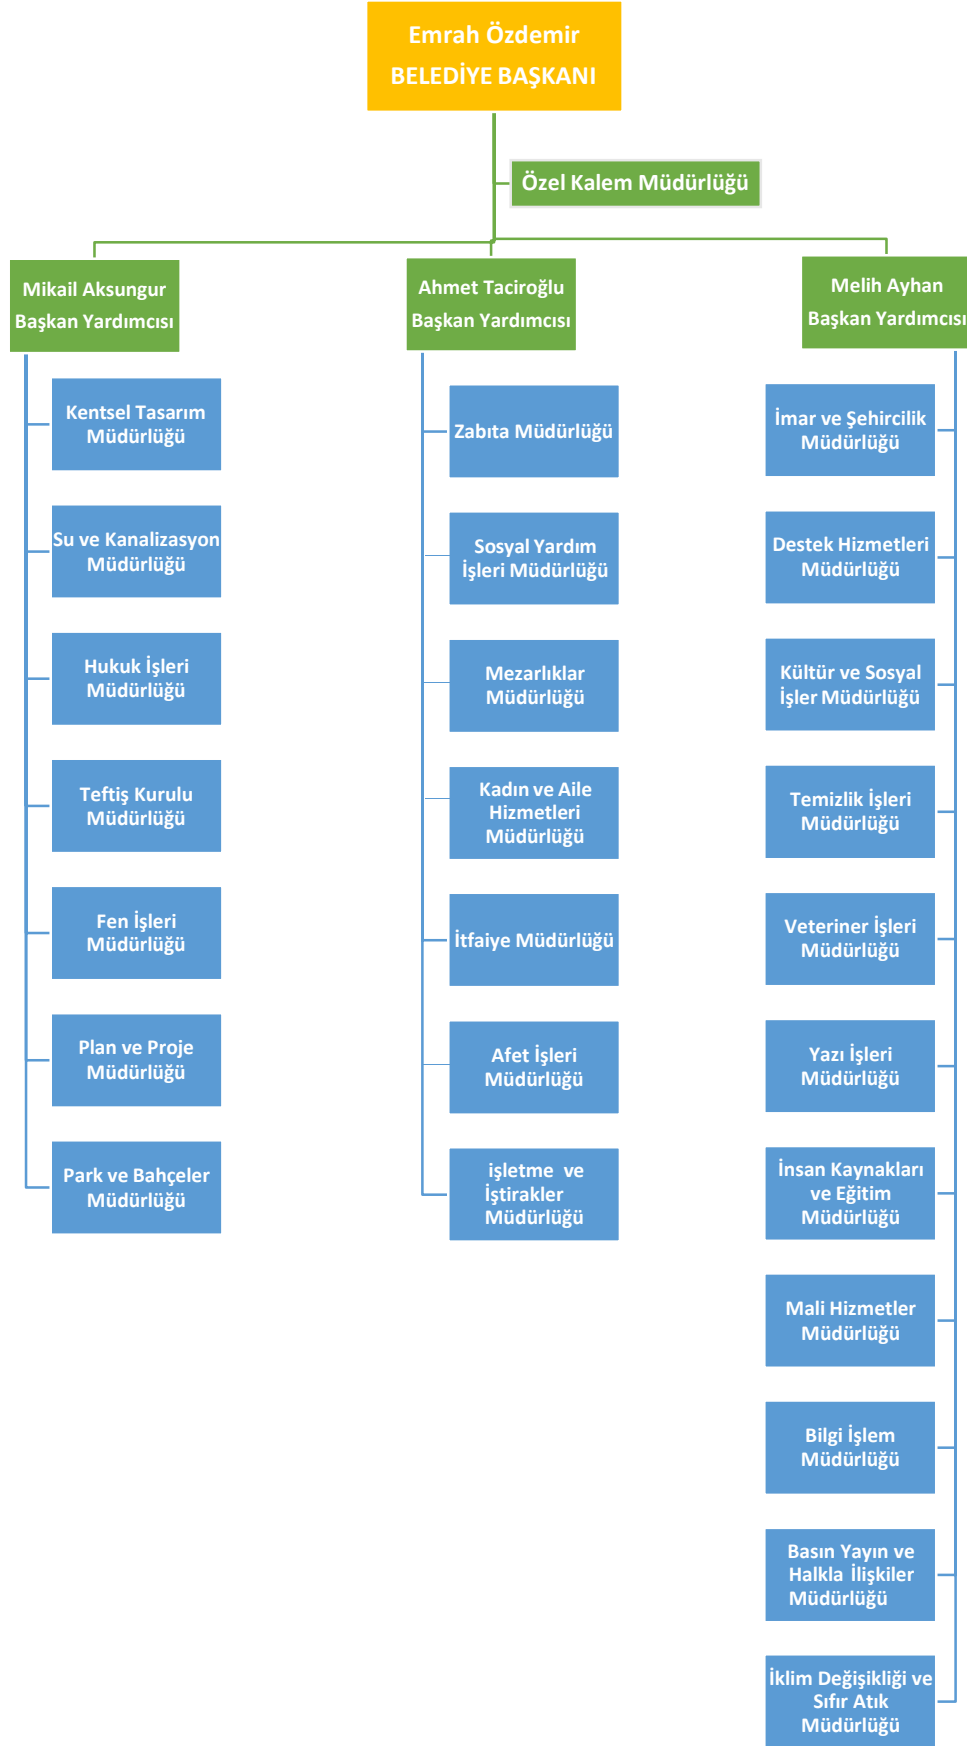 Emrah Özdemir
BELEDİYE BAŞKANI
Özel Kalem Müdürlüğü
Mikail Aksungur
Başkan Yardımcısı
Kentsel Tasarım
Müdürlüğü
Su ve Kanalizasyon
Müdürlüğü
Hukuk İşleri
Müdürlüğü
Teftiş Kurulu
Müdürlüğü
Fen İşleri
Müdürlüğü
Plan ve Proje
Müdürlüğü
Park ve Bahçeler
Müdürlüğü
Ahmet Taciroğlu
Başkan Yardımcısı
Zabıta Müdürlüğü
Sosyal Yardım
İşleri Müdürlüğü
Mezarlıklar
Müdürlüğü
Kadın ve Aile
Hizmetleri
Müdürlüğü
İtfaiye Müdürlüğü
Afet İşleri
Müdürlüğü
işletme ve
İştirakler
Müdürlüğü
Melih Ayhan
Başkan Yardımcısı
İmar ve Şehircilik
Müdürlüğü
Destek Hizmetleri
Müdürlüğü
Kültür ve Sosyal
İşler Müdürlüğü
Temizlik İşleri
Müdürlüğü
Veteriner İşleri
Müdürlüğü
Yazı İşleri
Müdürlüğü
İnsan Kaynakları
ve Eğitim
Müdürlüğü
Mali Hizmetler
Müdürlüğü
Bilgi İşlem
Müdürlüğü
Basın Yayın ve
Halkla İlişkiler
Müdürlüğü
İklim Değişikliği ve
Sıfır Atık
Müdürlüğü